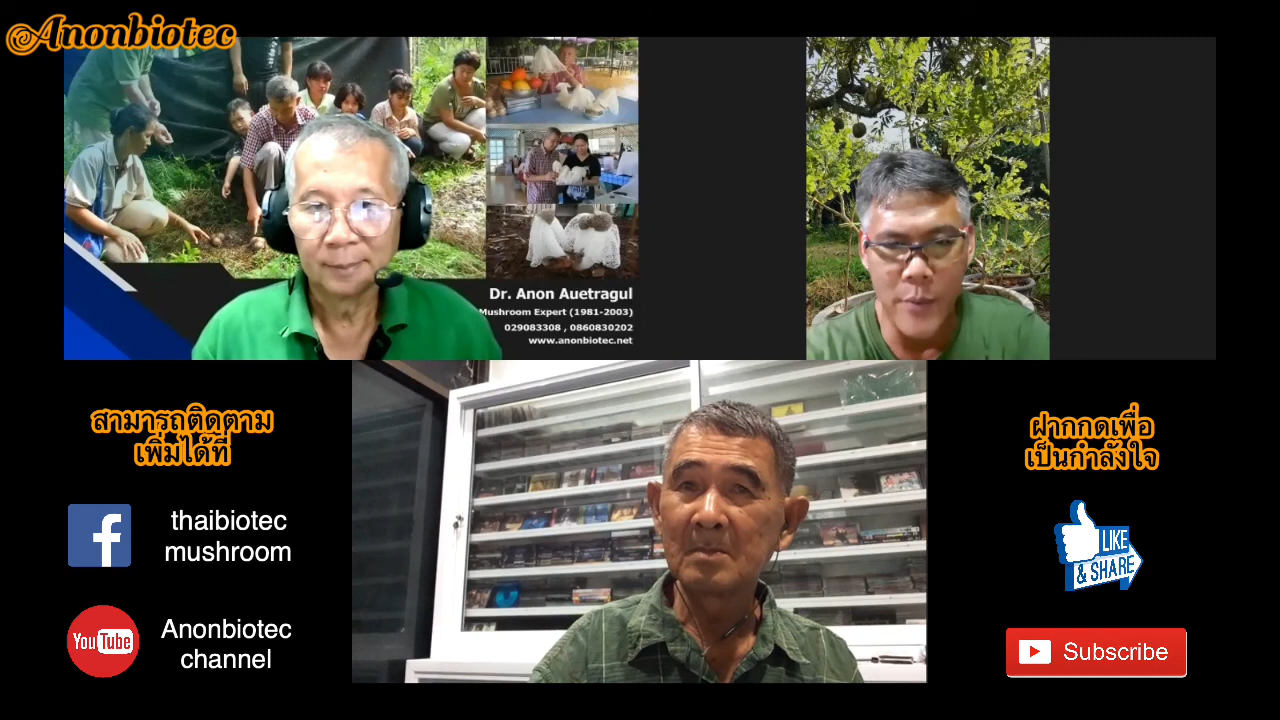 Anonbiotec
Dr. Anon Auetragul
Mushroom Expert (1981-2003)
029083308 , 0860830202
www.anonbiotec.net
สามารถติดตาม
เพิ่มได้ที่
thaibiotec
mushroom
YouTube
Anonbiotec
channel
ฝากกดเพื่อ
เป็นกำลังใจ
LIKE
& SHARE
Subscribe